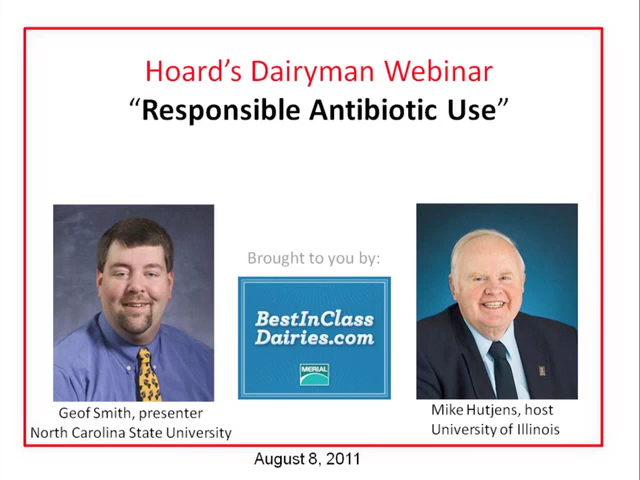 Hoard's Dairyman Webinar
“Responsible Antibiotic Use”
Brought to you by:
BestInClass
Dairies.com
MERIAL
Geof Smith, presenter
North Carolina State University
Mike Hutjens, host
University of Illinois
August 8, 2011